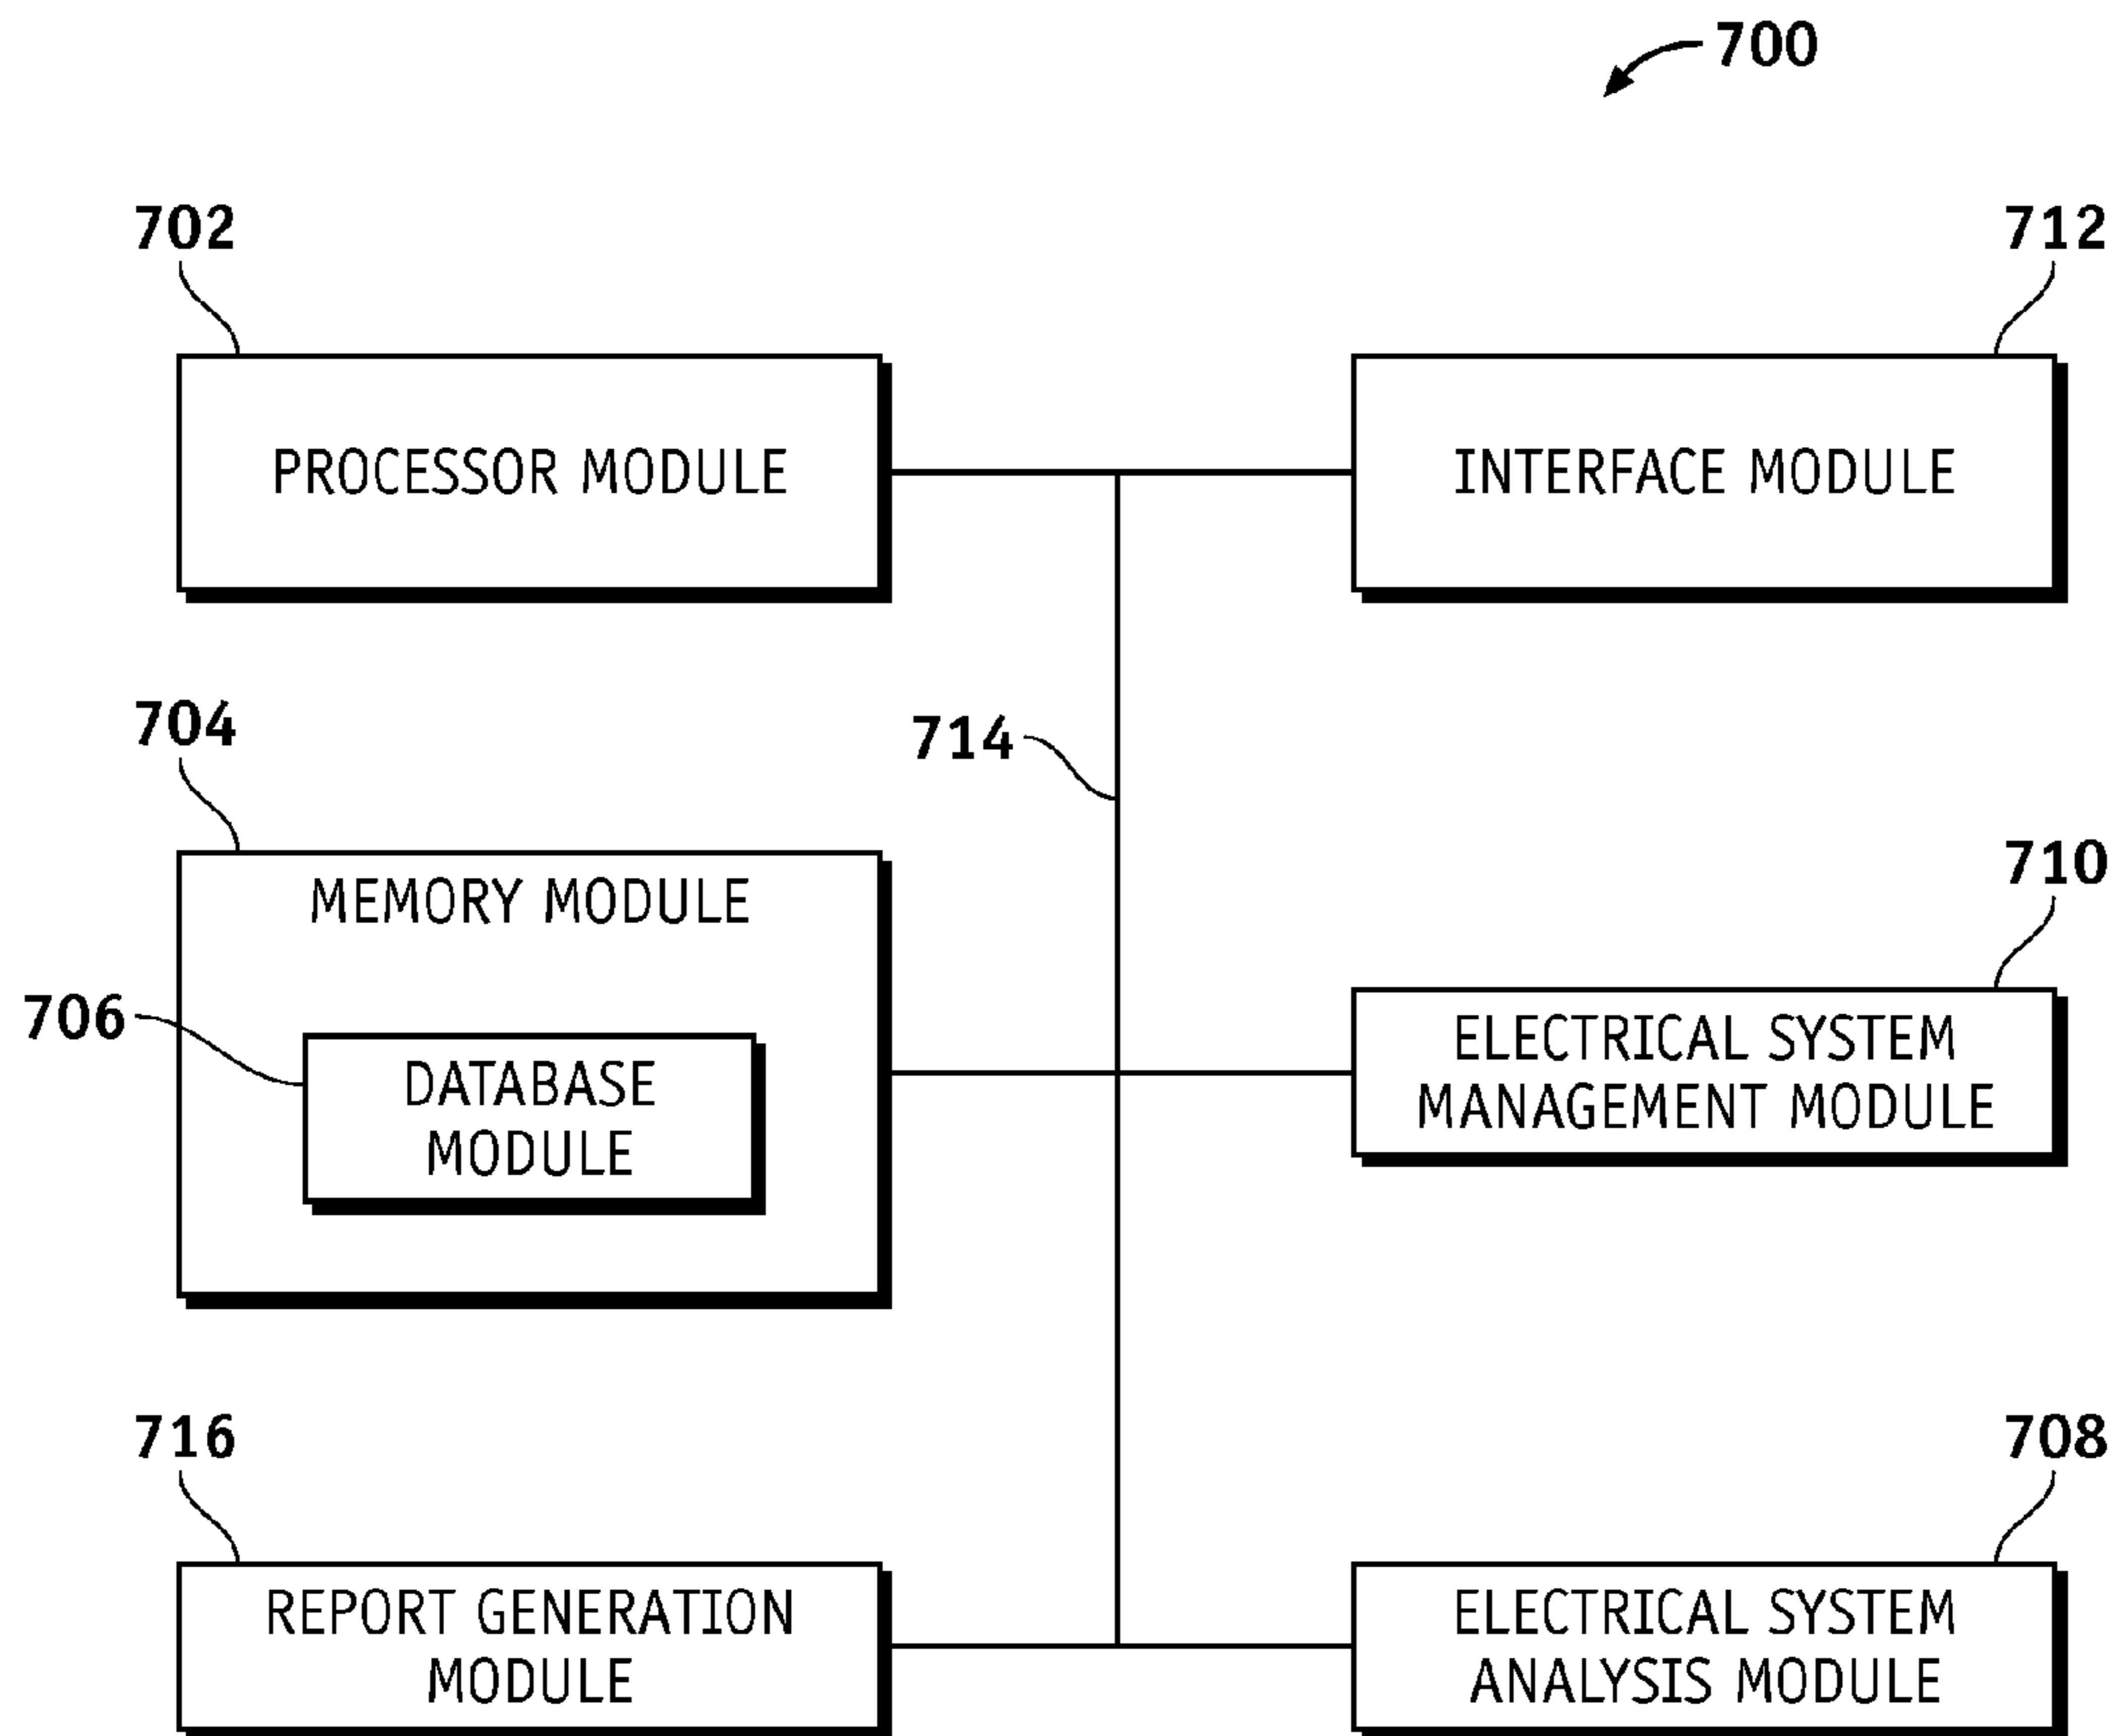 700
702
712
PROCESSOR MODULE
INTERFACE MODULE
704
714
MEMORY MODULE
710
706
DATABASE
MODULE
ELECTRICAL SYSTEM
MANAGEMENT MODULE
716
708
REPORT GENERATION
MODULE
ELECTRICAL SYSTEM
ANALYSIS MODULE